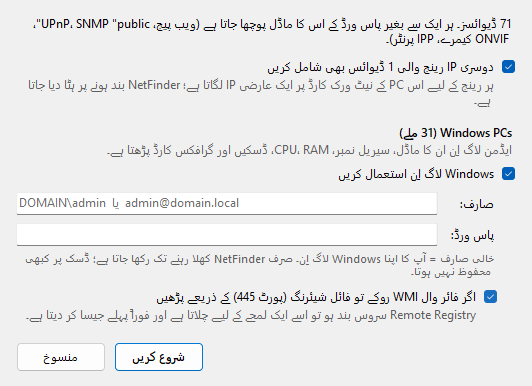 71 ڈیوائسز۔ ہر ایک سے بغیر پاس ورڈ کے اس کا ماڈل پوچھا جاتا ہے (ویب پیج، UPnP، SNMP "public"،
ONVIF کیمرے، IPP پرنٹر)۔
دوسری IP رینج والی 1 ڈیوائس بھی شامل کریں
ہر رینج کے لیے اس PC کے نیٹ ورک کارڈ پر ایک عارضی IP لگاتا ہے؛ NetFinder بند ہونے پر ہٹا دیا جاتا
ہے۔
Windows PCs (31 ملے)
ایڈمن لاگ اِن ان کا ماڈل، سیریل نمبر، CPU، RAM، ڈسکیں اور گرافکس کارڈ پڑھتا ہے۔
Windows لاگ اِن استعمال کریں
صارف:
DOMAIN\admin یا admin@domain.local
پاس ورڈ:
خالی صارف = آپ کا اپنا Windows لاگ اِن۔ صرف NetFinder کھلا رہنے تک رکھا جاتا ہے؛ ڈسک پر کبھی
محفوظ نہیں ہوتا۔
اگر فائر وال WMI روکے تو فائل شیئرنگ (پورٹ 445) کے ذریعے پڑھیں
Remote Registry سروس بند ہو تو اسے ایک لمحے کے لیے چلاتا ہے اور فوراً پہلے جیسا کر دیتا ہے۔
شروع کریں
منسوخ